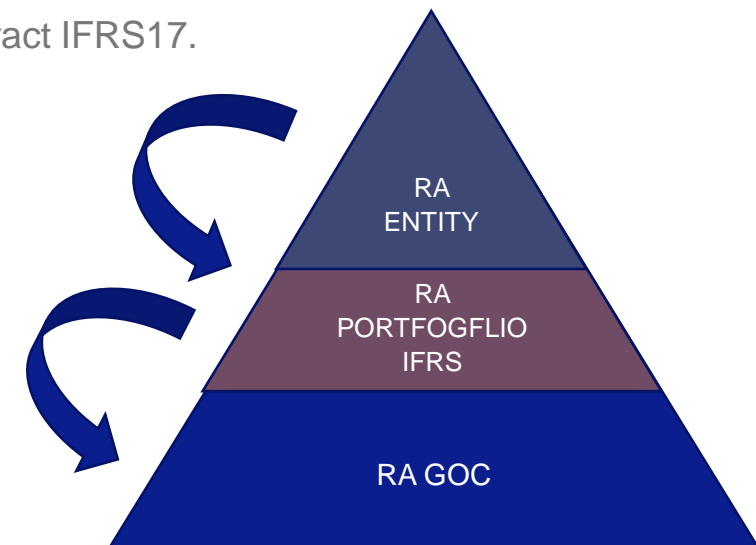 act IFRS17.
RA
ENTITY
RA
PORTFOGFLIO
IFRS
RA GOC